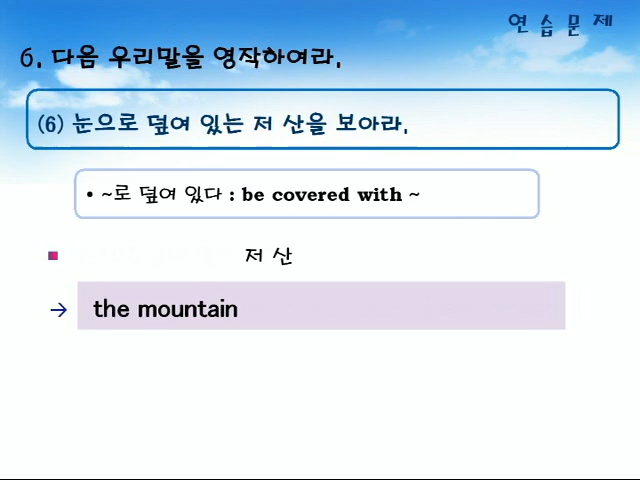 연 습 문 제
6. 다음 우리말을 영작하여라.
(6) 눈으로 덮여 있는 저 산을 보아라.
• ~로 덮여 있다 : be covered with ~
저 산
→ the mountain